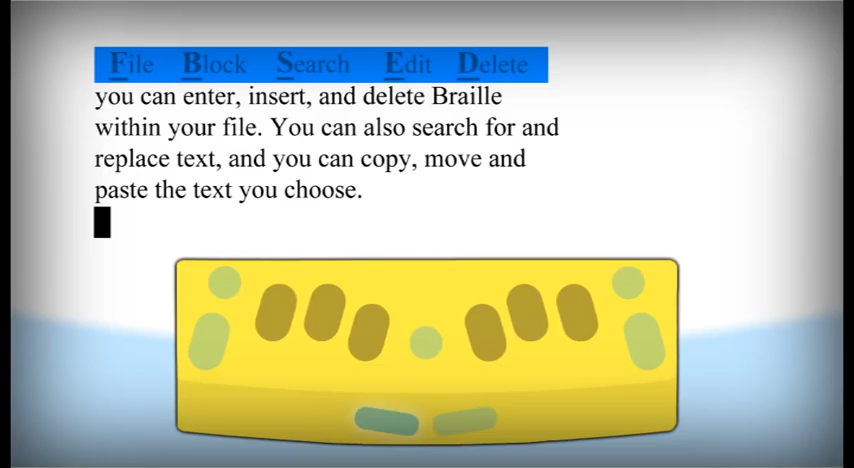 File Block Search Edit Delete
you can enter, insert, and delete Braille
within your file. You can also search for and
replace text, and you can copy, move and
paste the text you choose.